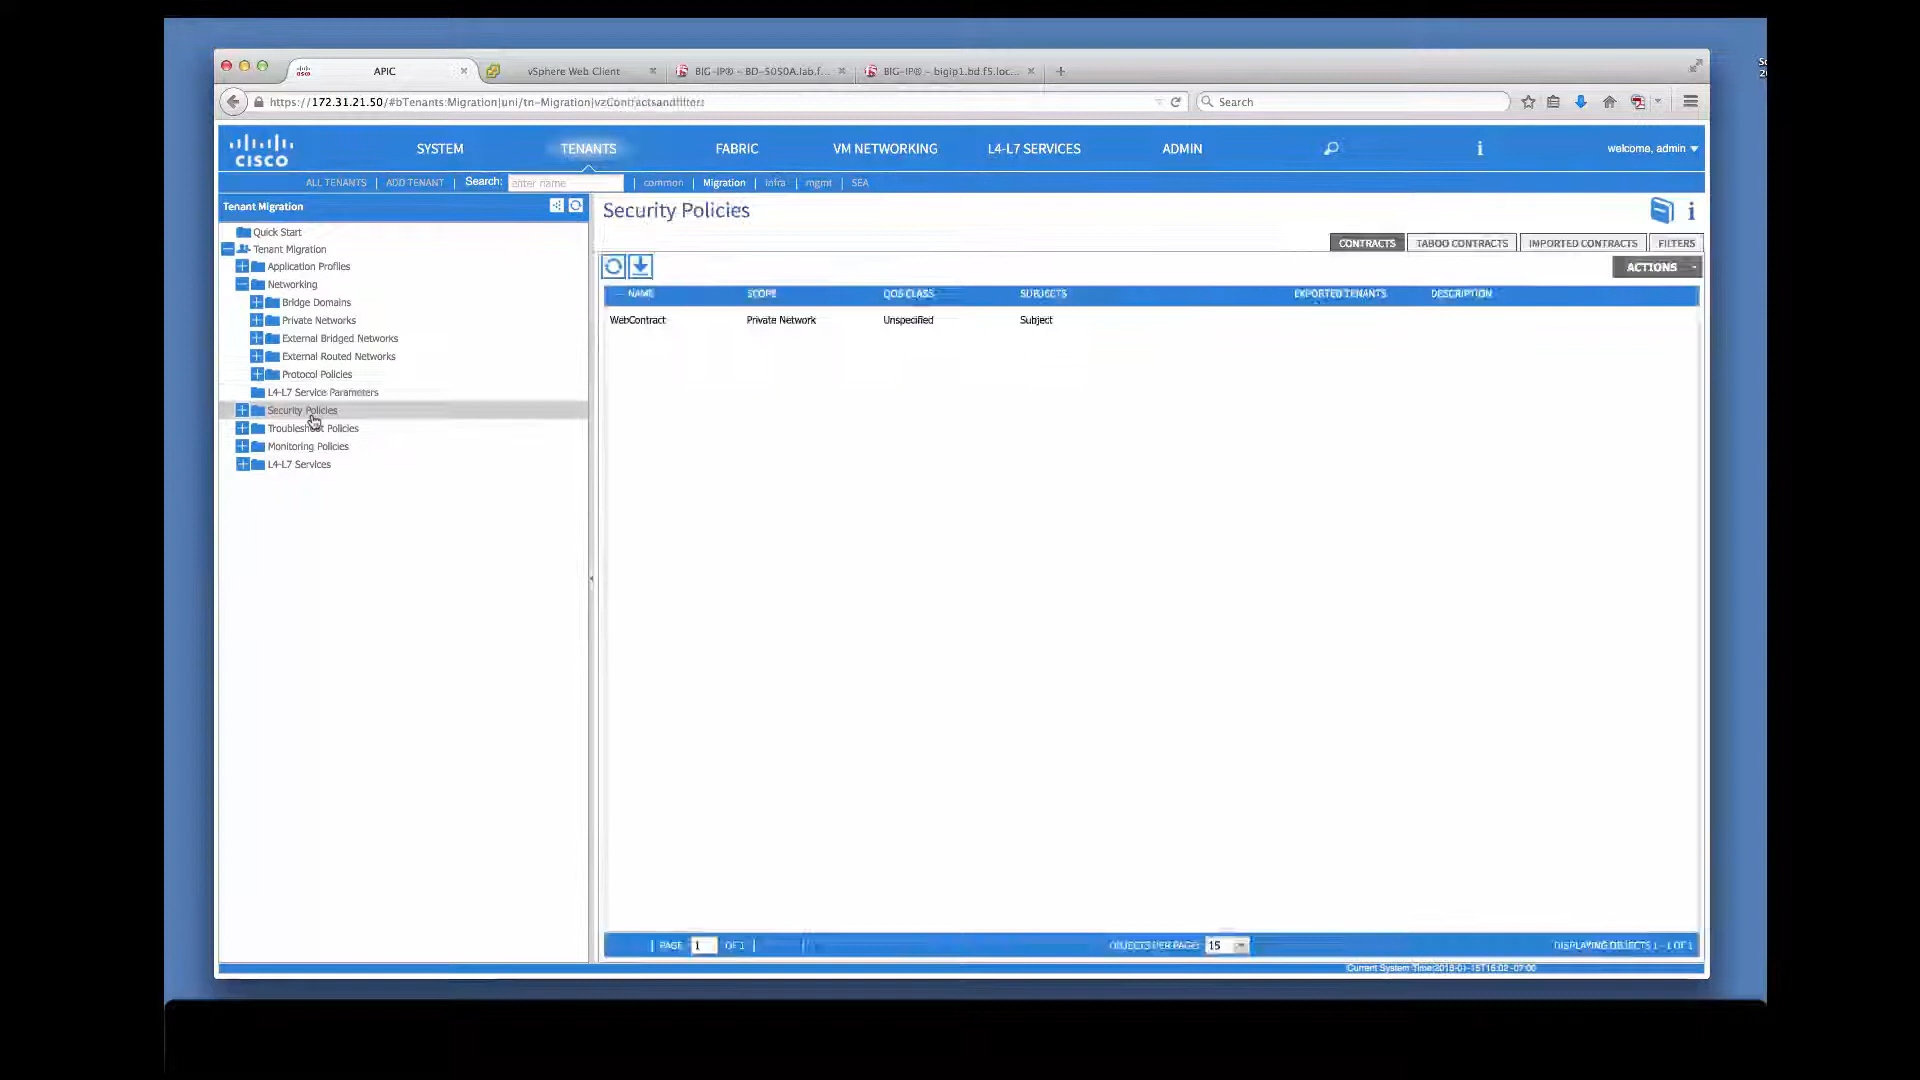 APIC
vSphere Web Client
BIG-IP® – BD-5050A.lab.f...
BIG-IP® – bigip1.bd.f5.loc...
https://172.31.21.50/#bTenants:Migration|uni/tn-Migration|vzContractsandfilters
Search
CISCO
SYSTEM
TENANTS
FABRIC
VM NETWORKING
L4-L7 SERVICES
ADMIN
welcome, admin
ALL TENANTS | ADD TENANT | Search: enter name | common | Migration | infra | mgmt | SEA
Tenant Migration
Quick Start
Tenant Migration
Application Profiles
Networking
Bridge Domains
Private Networks
External Bridged Networks
External Routed Networks
Protocol Policies
L4-L7 Service Parameters
Security Policies
Troubleshoot Policies
Monitoring Policies
L4-L7 Services
Security Policies
CONTRACTS
TABOO CONTRACTS
IMPORTED CONTRACTS
FILTERS
ACTIONS
NAME SCOPE QOS CLASS SUBJECTS EXPORTED TENANTS DESCRIPTION
WebContract Private Network Unspecified Subject
PAGE 1 OF 1
OBJECTS PER PAGE: 15
DISPLAYING OBJECTS 1 - 1 OF 1